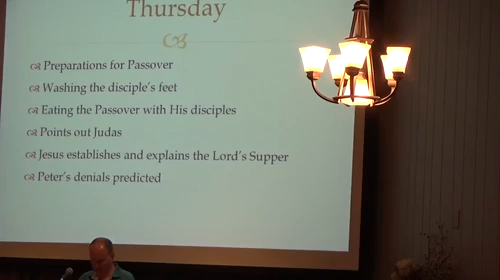 Thursday
Preparations for Passover
Washing the disciple's feet
Eating the Passover with His disciples
Points out Judas
Jesus establishes and explains the Lord's Supper
Peter's denials predicted